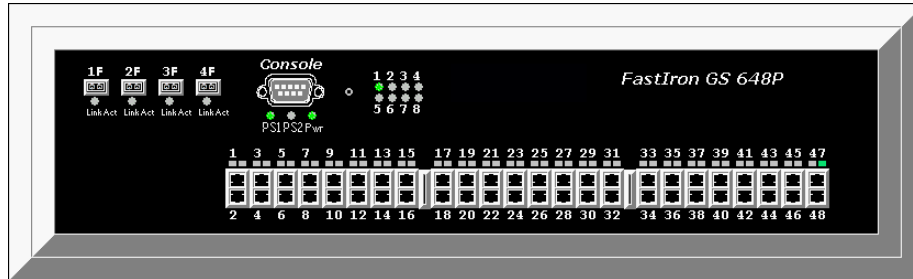 1F 2F 3F 4F
Link Act Link Act Link Act Link Act
Console
PS1 PS2 Pwr
1 2 3 4
5 6 7 8
FastIron GS 648P
1 3 5 7 9 11 13 15 17 19 21 23 25 27 29 31 33 35 37 39 41 43 45 47
2 4 6 8 10 12 14 16 18 20 22 24 26 28 30 32 34 36 38 40 42 44 46 48